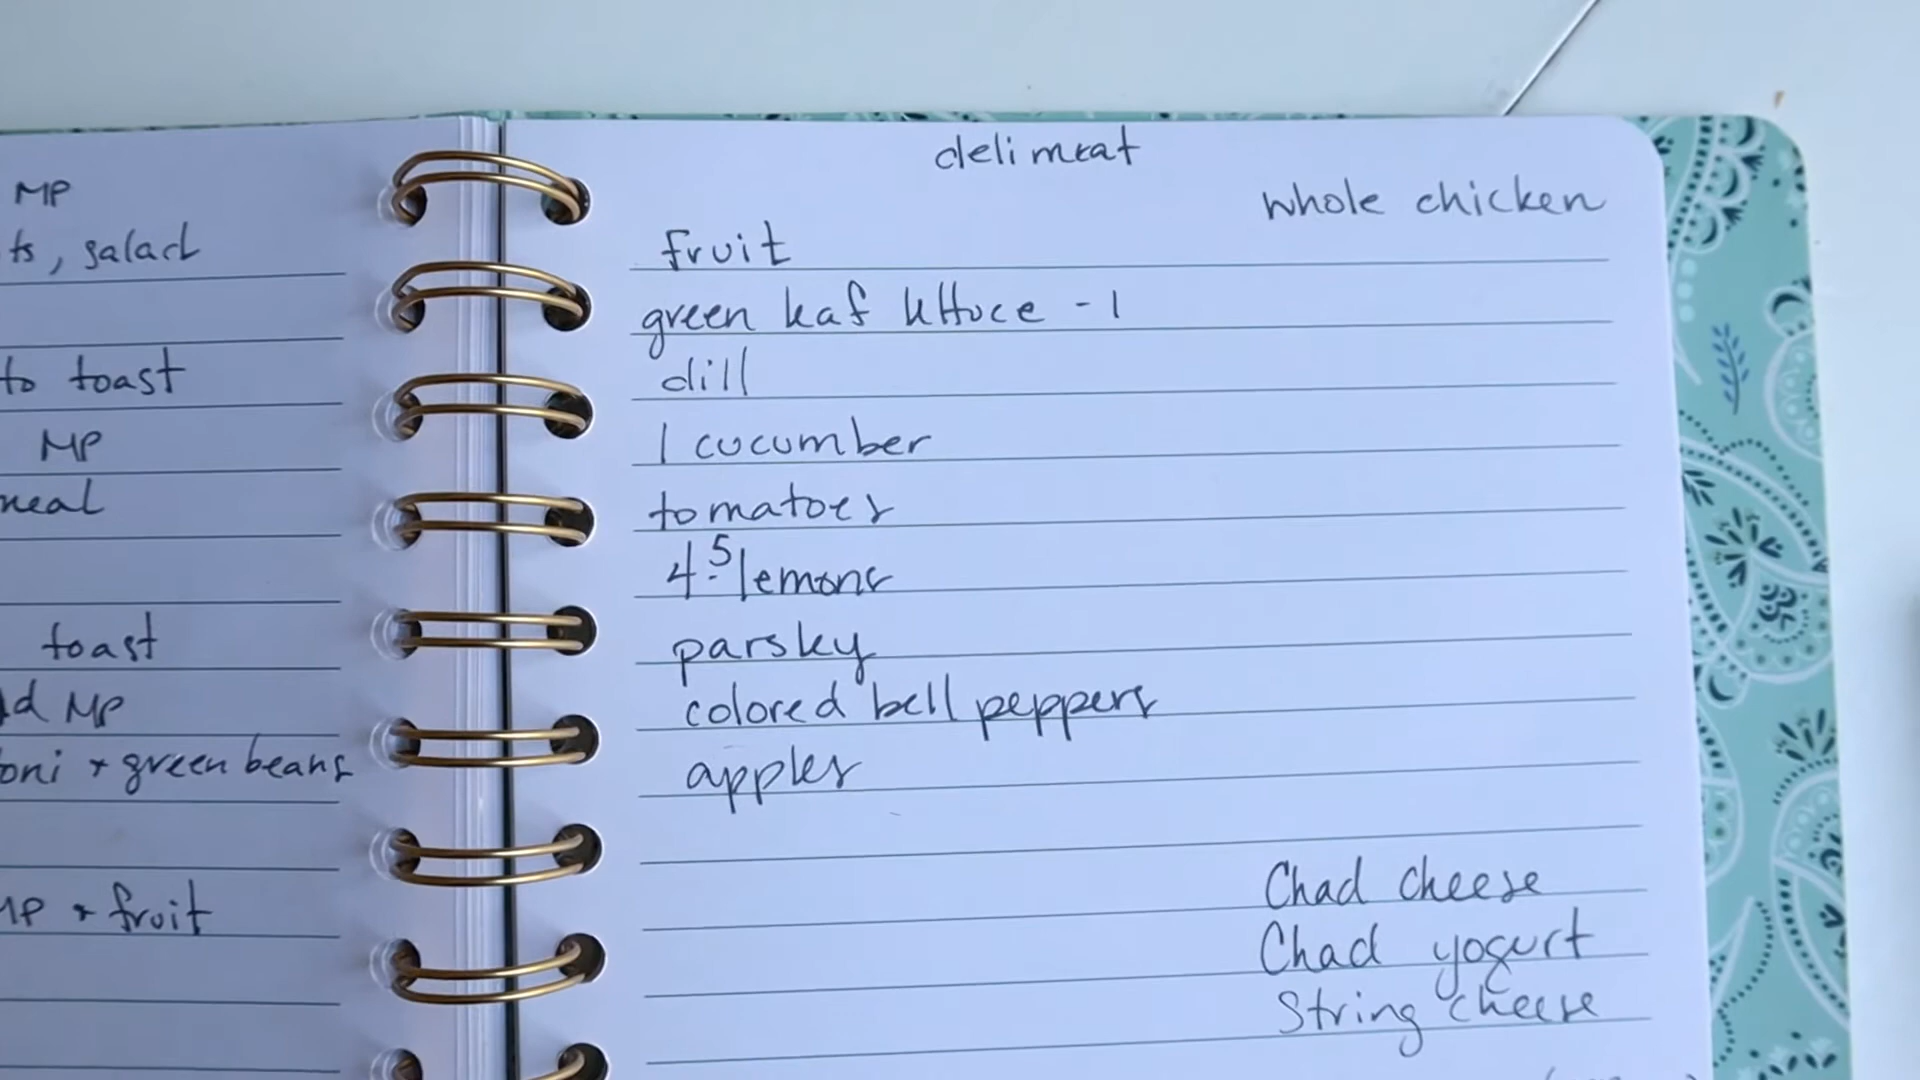 MP
ts, salad
to toast
MP
meal
toast
d MP
oni + green beans
MP + fruit
deli meat
whole chicken
fruit
green leaf lettuce - 1
dill
1 cucumber
tomatoes
4-5 lemons
parsley
colored bell peppers
apples
Chad cheese
Chad yogurt
String cheese